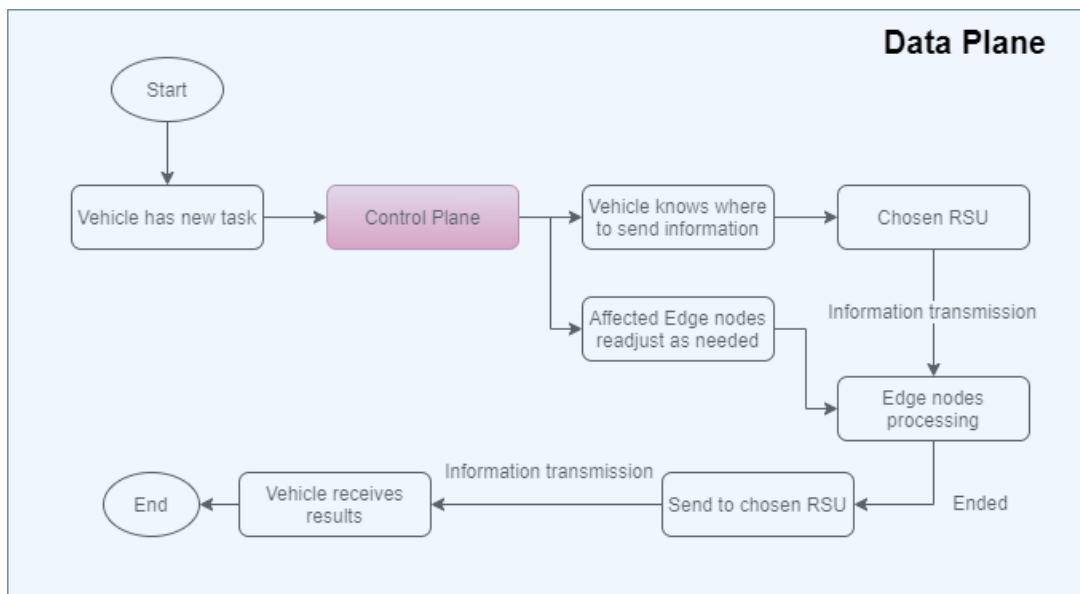 Data Plane
Start
Vehicle has new task
Control Plane
Vehicle knows where
to send information
Chosen RSU
Affected Edge nodes
readjust as needed
Information transmission
Edge nodes
processing
Ended
Send to chosen RSU
Information transmission
Vehicle receives
results
End